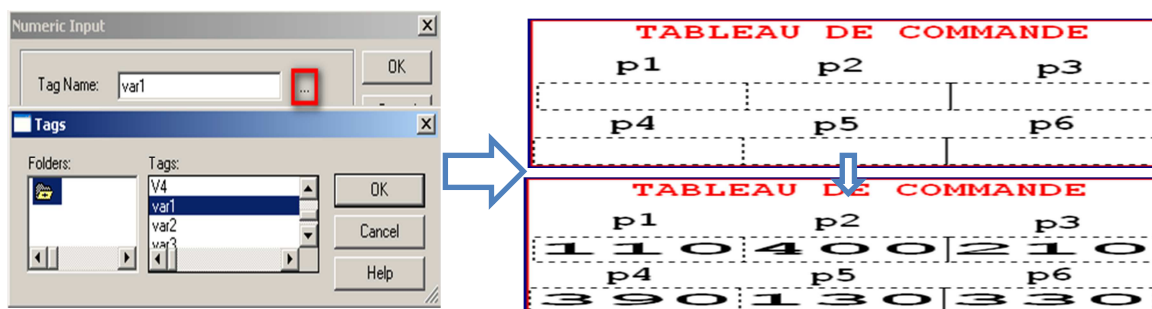 Numeric Input
Tag Name: var1 ... OK
Tags
Folders: Tags:
V4
var1
var2
var3
OK
Cancel
Help
TABLEAU DE COMMANDE
p1 p2 p3
p4 p5 p6
TABLEAU DE COMMANDE
p1 p2 p3
110 400 210
p4 p5 p6
390 130 330